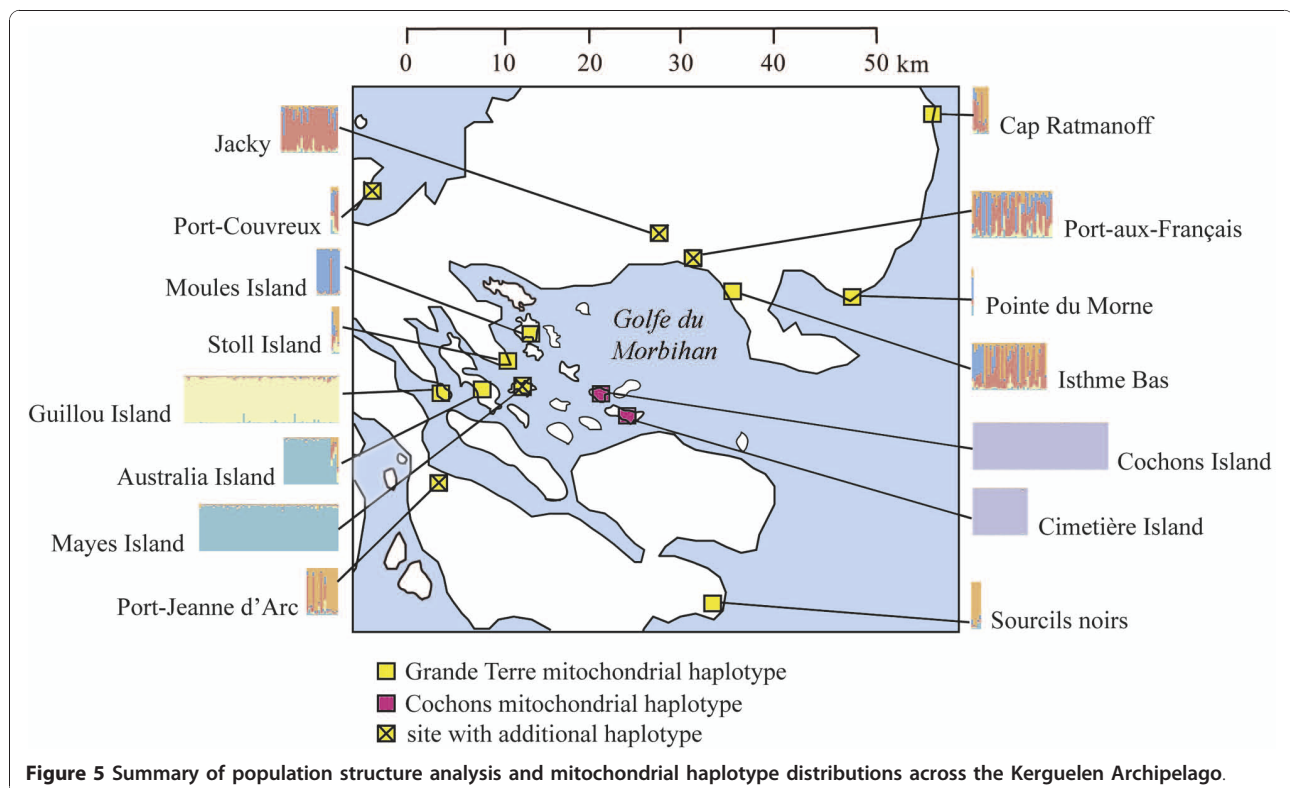 0 10 20 30 40 50 km
Jacky
Port-Couvreux
Moules Island
Stoll Island
Guillou Island
Australia Island
Mayes Island
Port-Jeanne d'Arc
Golfe du
Morbihan
Cap Ratmanoff
Port-aux-Français
Pointe du Morne
Isthme Bas
Cochons Island
Cimetière Island
Sourcils noirs
Grande Terre mitochondrial haplotype
Cochons mitochondrial haplotype
site with additional haplotype
Figure 5 Summary of population structure analysis and mitochondrial haplotype distributions across the Kerguelen Archipelago.